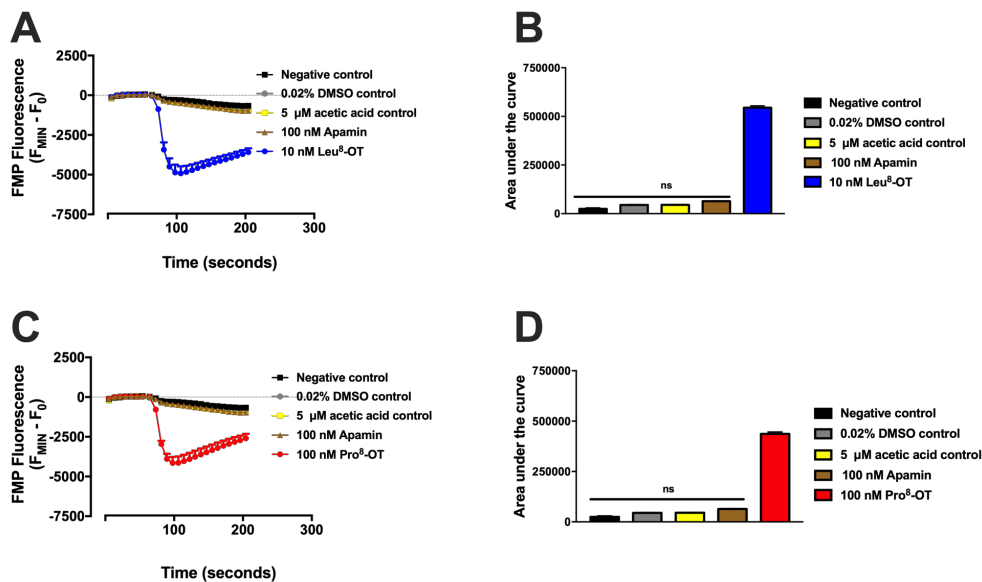 A
FMP Fluorescence
(F_MIN - F_0)
2500
0
-2500
-5000
-7500
100
200
300
Time (seconds)
Negative control
0.02% DMSO control
5 µM acetic acid control
100 nM Apamin
10 nM Leu⁸-OT
B
Area under the curve
750000
500000
250000
0
ns
Negative control
0.02% DMSO control
5 µM acetic acid control
100 nM Apamin
10 nM Leu⁸-OT
C
FMP Fluorescence
(F_MIN - F_0)
2500
0
-2500
-5000
-7500
100
200
300
Time (seconds)
Negative control
0.02% DMSO control
5 µM acetic acid control
100 nM Apamin
100 nM Pro⁸-OT
D
Area under the curve
750000
500000
250000
0
ns
Negative control
0.02% DMSO control
5 µM acetic acid control
100 nM Apamin
100 nM Pro⁸-OT